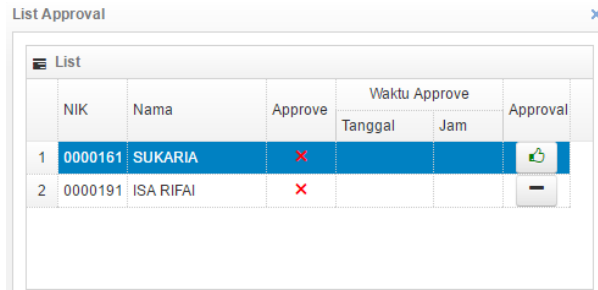 List Approval
List
NIK Nama Approve Waktu Approve Approval
Tanggal Jam
1 0000161 SUKARIA
2 0000191 ISA RIFAI